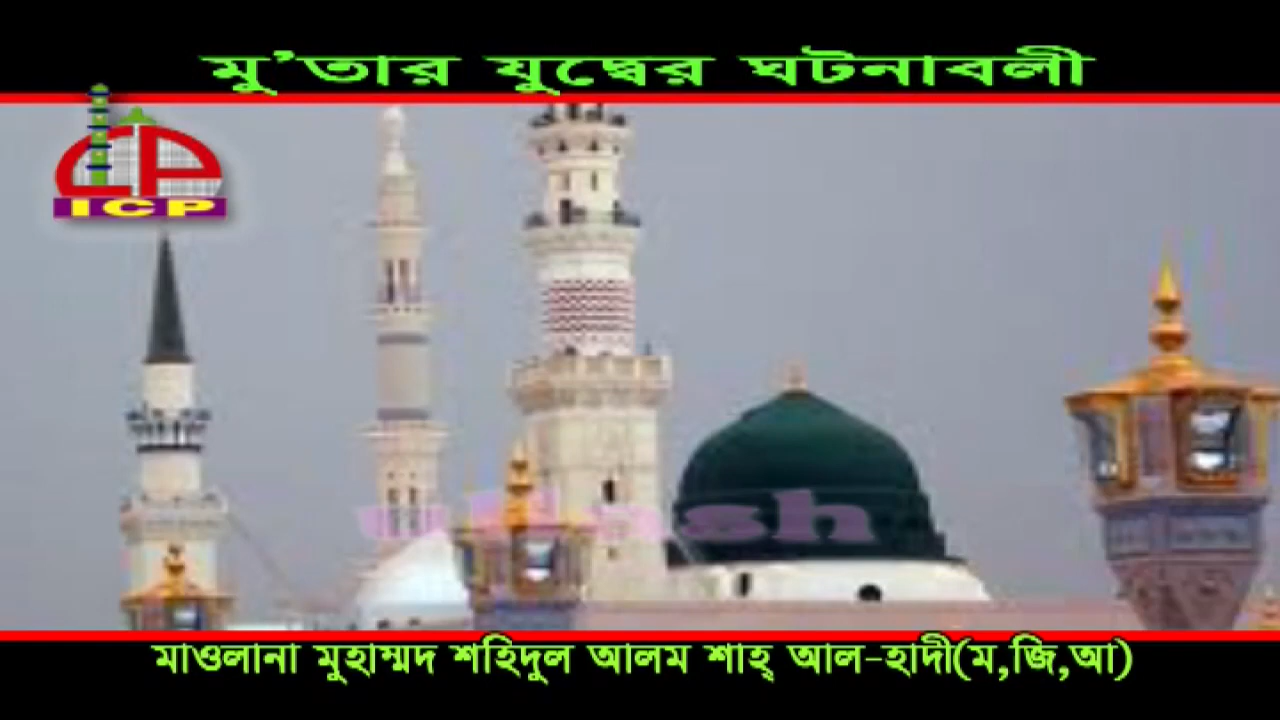 মু'তার যুদ্ধের ঘটনাবলী
ICP
মাওলানা মুহাম্মদ শহিদুল আলম শাহ্ আল-হাদী(ম,জি,আ)